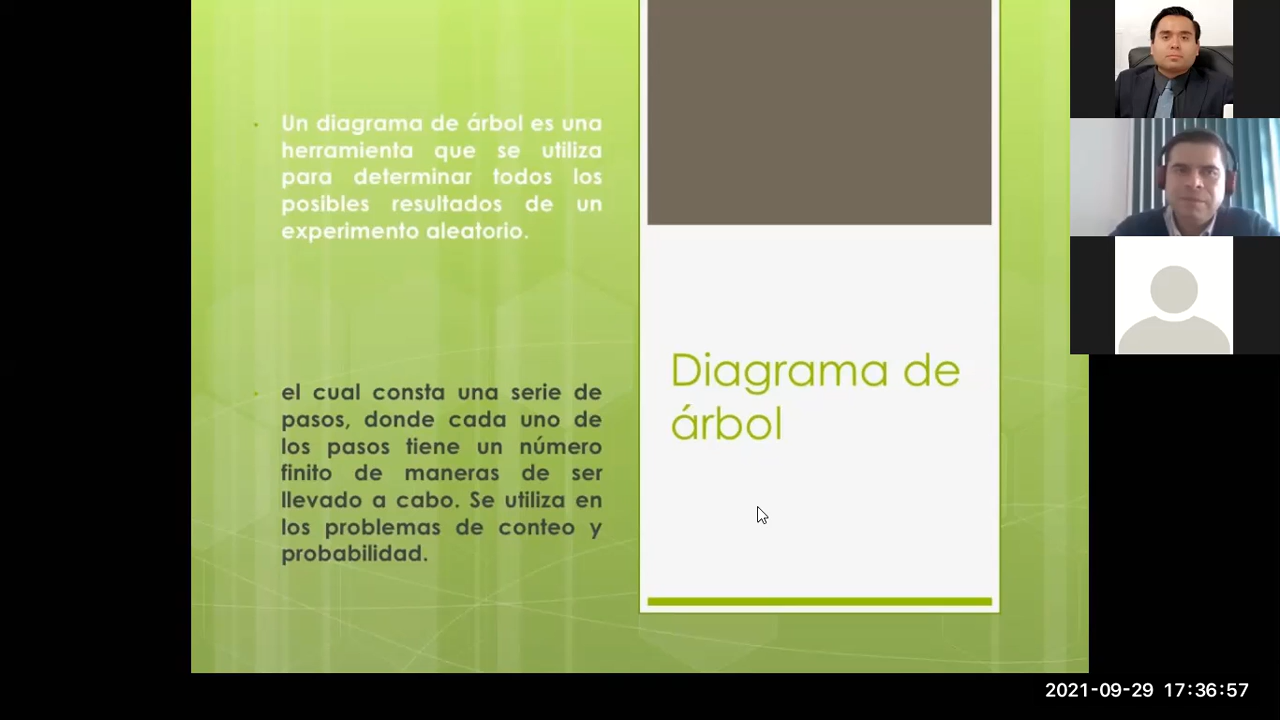 Un diagrama de árbol es una
herramienta que se utiliza
para determinar todos los
posibles resultados de un
experimento aleatorio.
el cual consta una serie de
pasos, donde cada uno de
los pasos tiene un número
finito de maneras de ser
llevado a cabo. Se utiliza en
los problemas de conteo y
probabilidad.
Diagrama de
árbol
2021-09-29 17:36:57